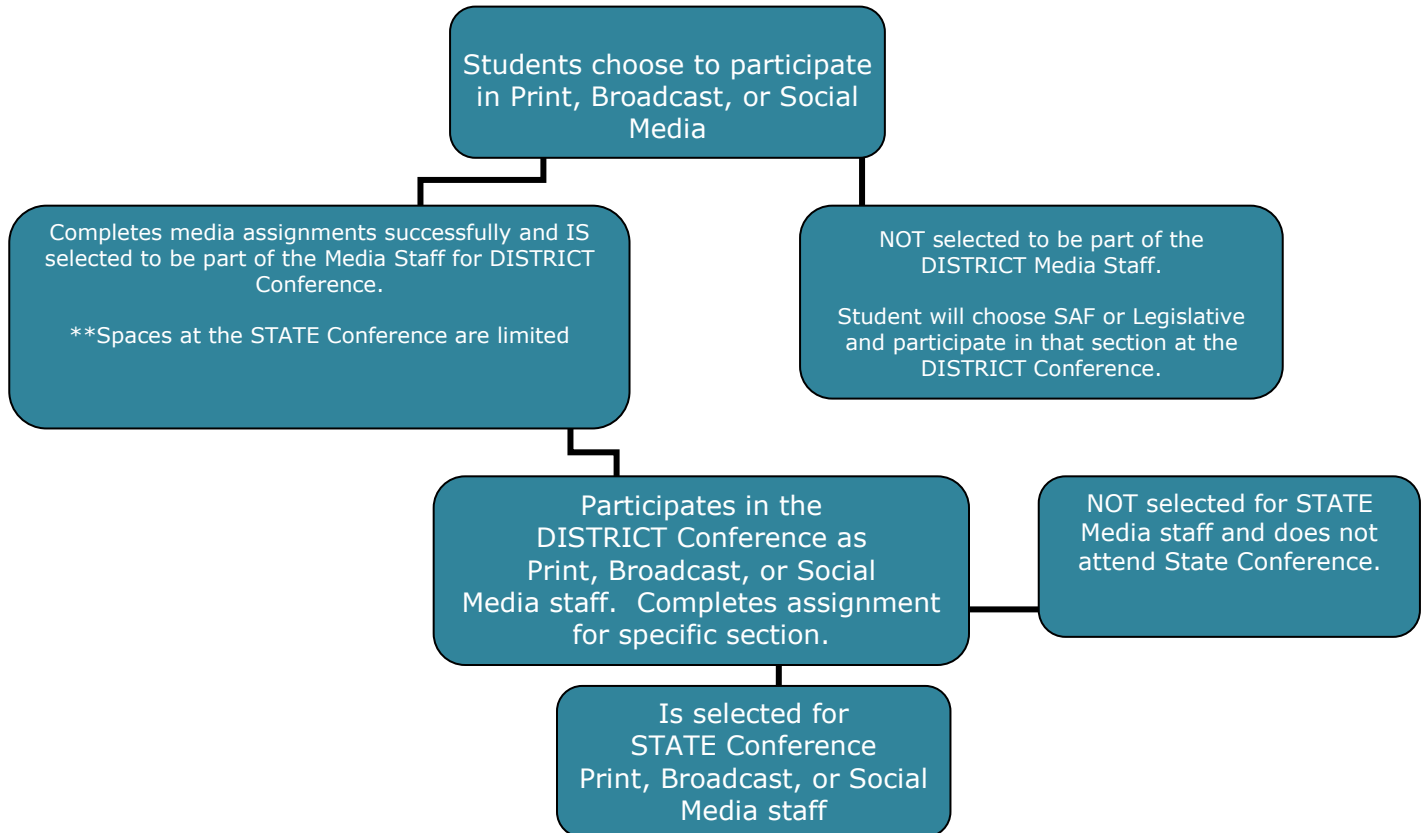 Students choose to participate
in Print, Broadcast, or Social
Media
Completes media assignments successfully and IS
selected to be part of the Media Staff for DISTRICT
Conference.
**Spaces at the STATE Conference are limited
NOT selected to be part of the
DISTRICT Media Staff.
Student will choose SAF or Legislative
and participate in that section at the
DISTRICT Conference.
Participates in the
DISTRICT Conference as
Print, Broadcast, or Social
Media staff.  Completes assignment
for specific section.
NOT selected for STATE
Media staff and does not
attend State Conference.
Is selected for
STATE Conference
Print, Broadcast, or Social
Media staff